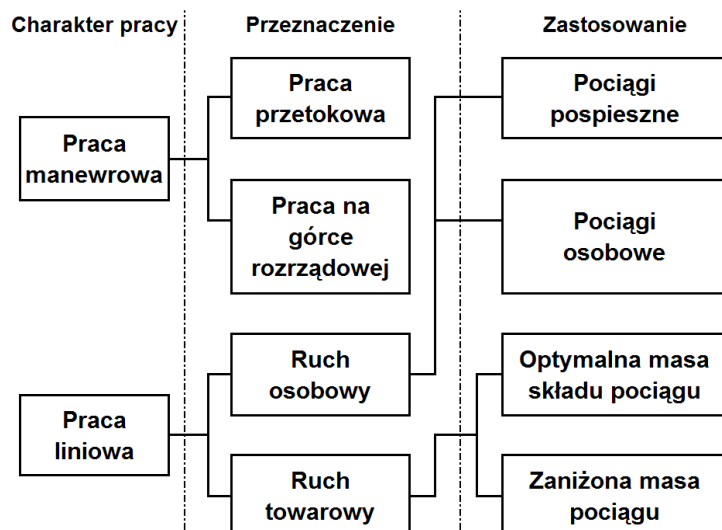 Charakter pracy
Przeznaczenie
Zastosowanie
Praca
manewrowa
Praca
przetokowa
Praca na
górce
rozrządowej
Pociągi
pospieszne
Pociągi
osobowe
Praca
liniowa
Ruch
osobowy
Ruch
towarowy
Optymalna masa
składu pociągu
Zaniżona masa
pociągu